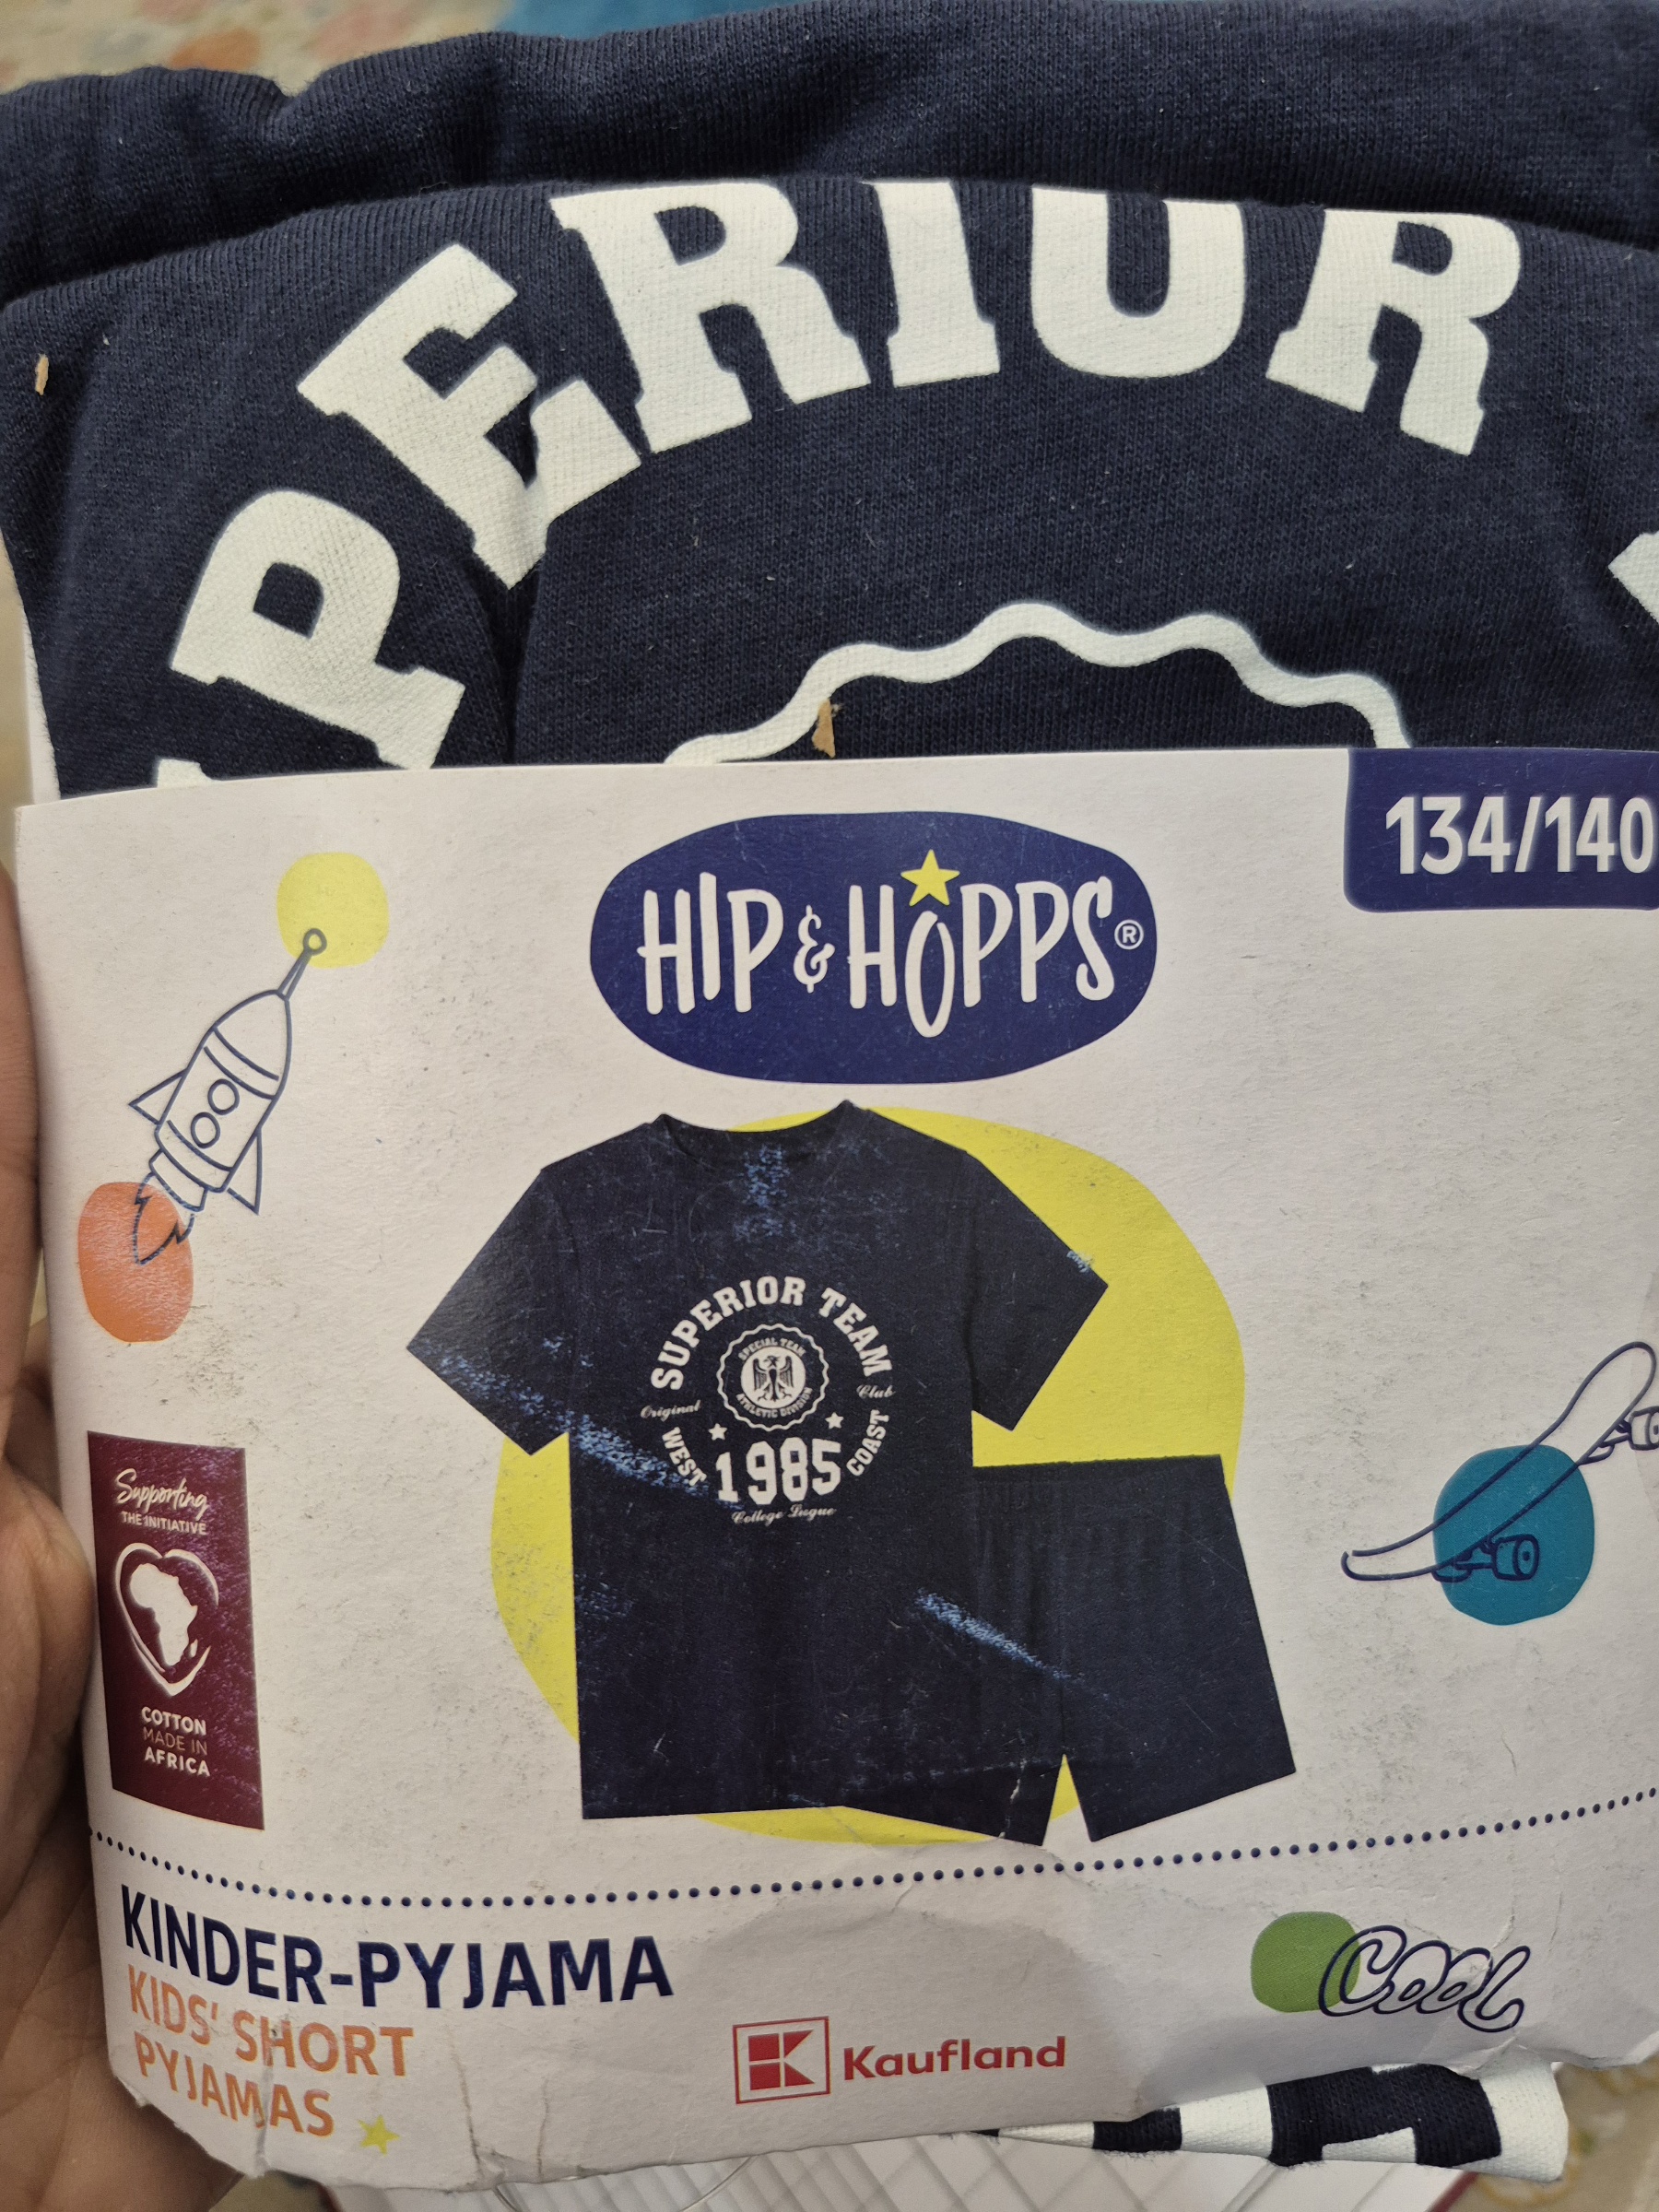 PERIOR
134/140
HIP & HOPPS®
SUPERIOR TEAM
SPECIAL TEAM
ATHLETIC DIVISION
Original
Club
WEST
1985
COAST
College League
Supporting
THE INITIATIVE
COTTON
MADE IN
AFRICA
KINDER-PYJAMA
KIDS' SHORT
PYJAMAS
Kaufland
COOL